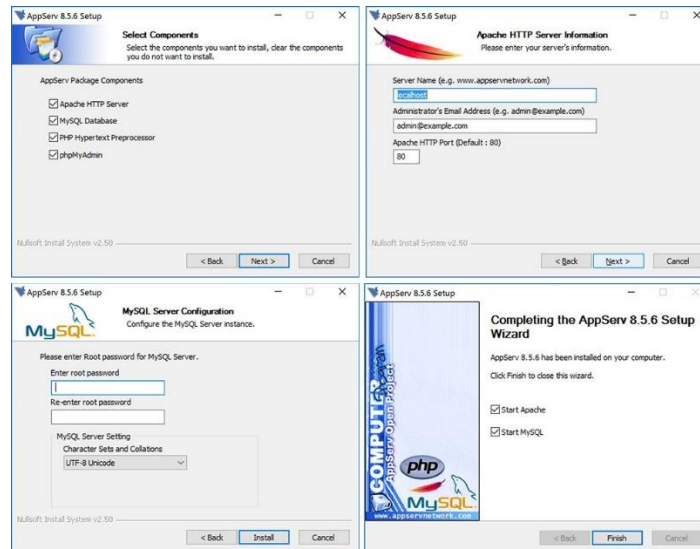 AppServ 8.5.6 Setup
Select Components
Select the components you want to install, clear the components
you do not want to install.
AppServ Package Components
Apache HTTP Server
MySQL Database
PHP Hypertext Preprocessor
phpMyAdmin
Nullsoft Install System v2.50
< Back Next > Cancel
AppServ 8.5.6 Setup
Apache HTTP Server Information
Please enter your server's information.
Server Name (e.g. www.appservnetwork.com)
localhost
Administrator's Email Address (e.g. admin@example.com)
admin@example.com
Apache HTTP Port (Default : 80)
80
Nullsoft Install System v2.50
< Back Next > Cancel
AppServ 8.5.6 Setup
MySQL
MySQL Server Configuration
Configure the MySQL Server instance.
Please enter Root password for MySQL Server.
Enter root password
Re-enter root password
MySQL Server Setting
Character Sets and Collations
UTF-8 Unicode
Nullsoft Install System v2.50
< Back Install Cancel
AppServ 8.5.6 Setup
COMPUTER
program
AppServ Open Project
php
MySQL
www.appservnetwork.com
Completing the AppServ 8.5.6 Setup
Wizard
AppServ 8.5.6 has been installed on your computer.
Click Finish to close this wizard.
Start Apache
Start MySQL
< Back Finish Cancel